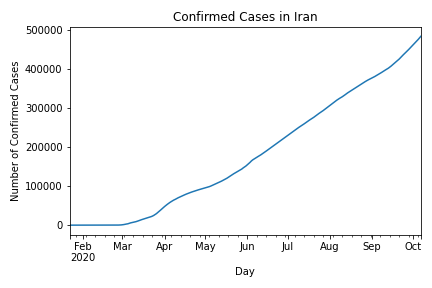 Confirmed Cases in Iran
500000
400000
300000
200000
100000
0
Number of Confirmed Cases
Feb Mar Apr May Jun Jul Aug Sep Oct
2020
Day